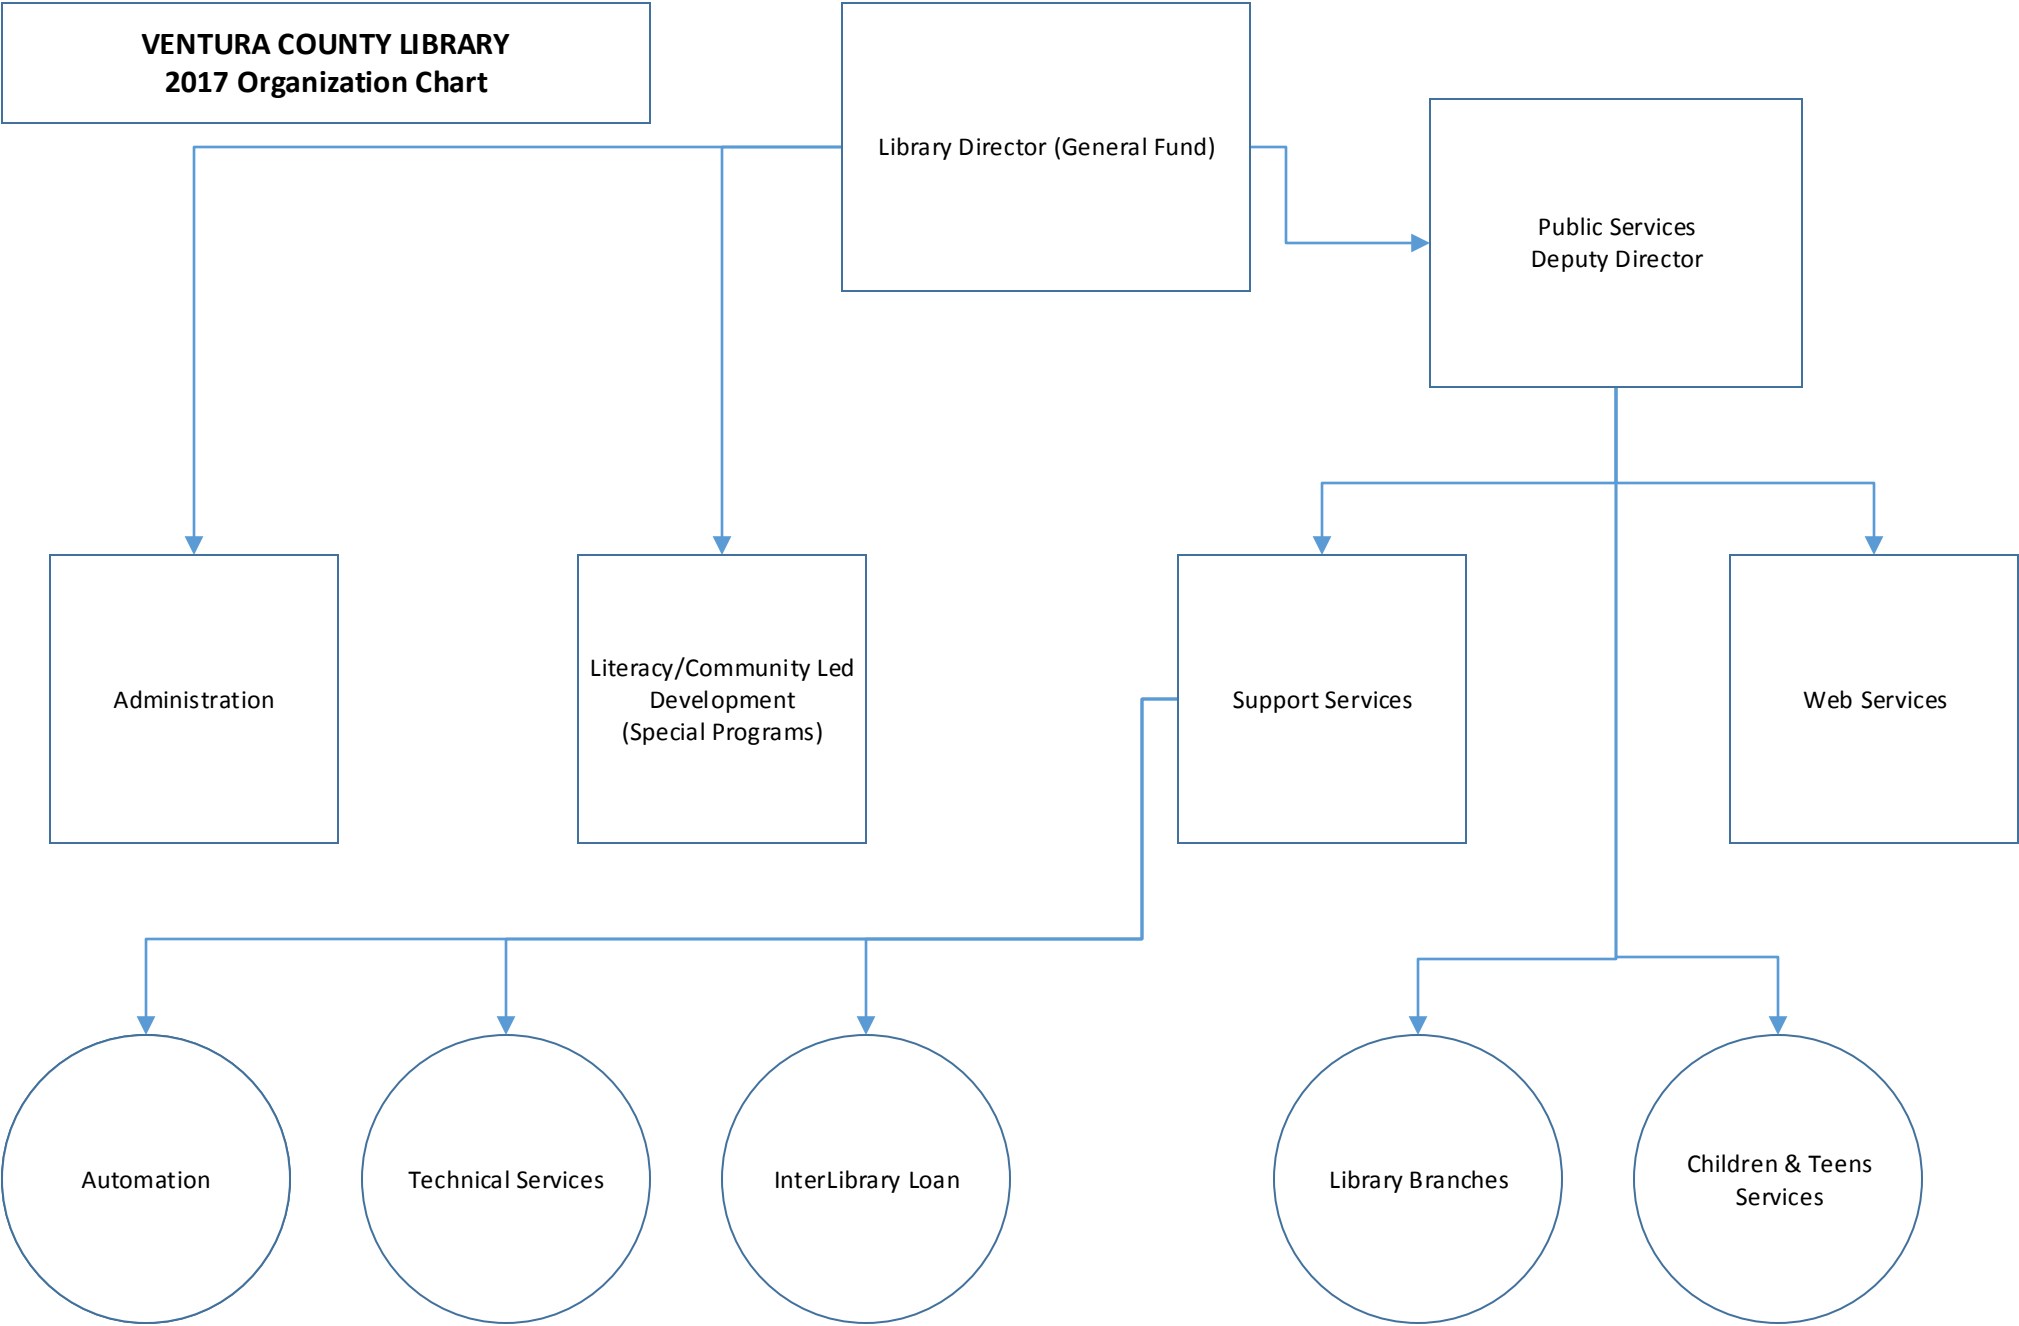 VENTURA COUNTY LIBRARY
2017 Organization Chart
Library Director (General Fund)
Public Services
Deputy Director
Administration
Literacy/Community Led
Development
(Special Programs)
Support Services
Web Services
Automation
Technical Services
InterLibrary Loan
Library Branches
Children & Teens
Services